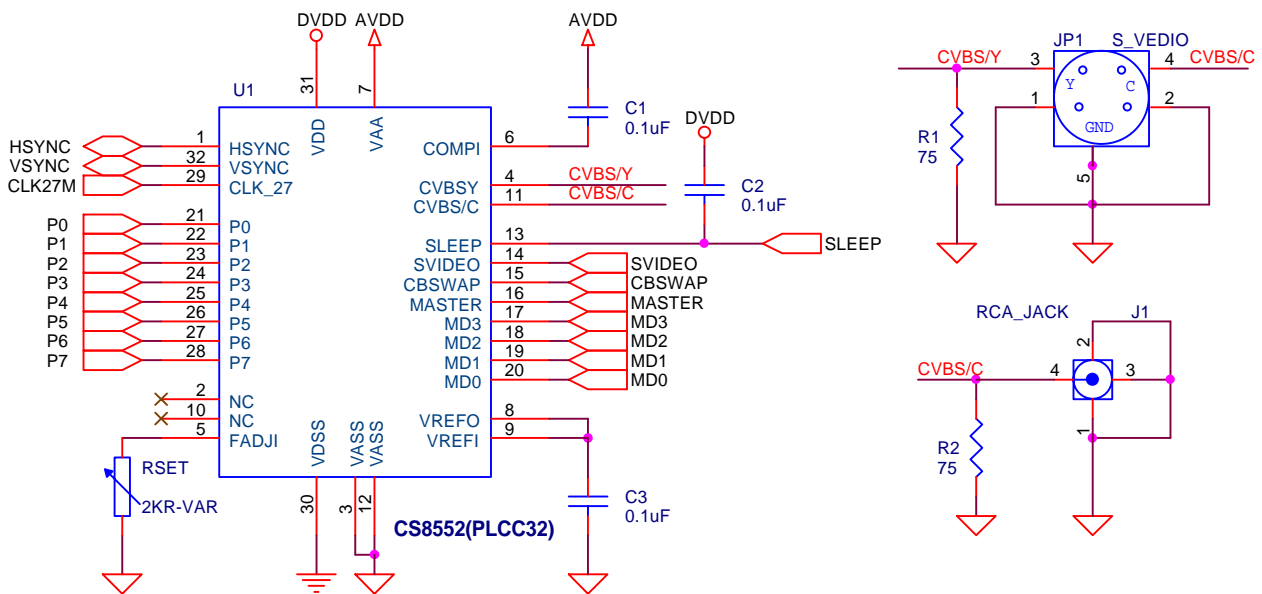 DVDD
AVDD
AVDD
U1
31
7
VDD
VAA
HSYNC
1
HSYNC
VSYNC
32
VSYNC
CLK27M
29
CLK_27
P0
21
P0
P1
22
P1
P2
23
P2
P3
24
P3
P4
25
P4
P5
26
P5
P6
27
P6
P7
28
P7
2
NC
10
NC
5
FADJI
RSET
2KR-VAR
VDSS
VASS
VASS
30
3
12
CS8552(PLCC32)
COMPI
6
C1
0.1uF
CVBSY
4
CVBS/Y
CVBS/C
11
CVBS/C
DVDD
C2
0.1uF
SLEEP
13
SLEEP
SVIDEO
14
SVIDEO
CBSWAP
15
CBSWAP
MASTER
16
MASTER
MD3
17
MD3
MD2
18
MD2
MD1
19
MD1
MD0
20
MD0
VREFO
8
VREFI
9
C3
0.1uF
JP1
S_VEDIO
CVBS/Y
3
4
CVBS/C
Y
C
1
2
GND
5
R1
75
RCA_JACK
J1
CVBS/C
4
2
3
1
R2
75